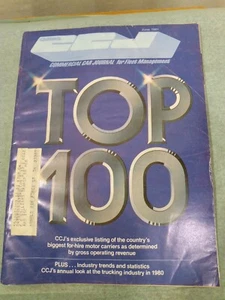 CCJ
COMMERCIAL CAR JOURNAL for Fleet Management
TOP
100
CCJ's exclusive listing of the country's
biggest for-hire motor carriers as determined
by gross operating revenue
PLUS ... Industry trends and statistics
CCJ's annual look at the trucking industry in 1980